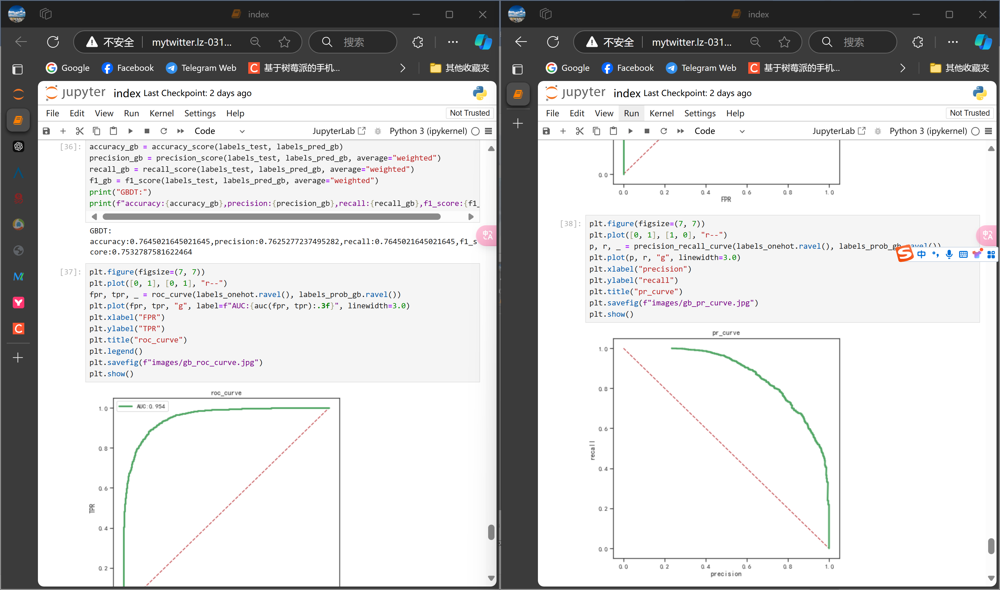 index
不安全 mytwitter.lz-031... 搜索
Google Facebook Telegram Web 基于树莓派的手机... 其他收藏夹
jupyter index Last Checkpoint: 2 days ago
File Edit View Run Kernel Settings Help Not Trusted
Code JupyterLab Python 3 (ipykernel)
[36]: accuracy_gb = accuracy_score(labels_test, labels_pred_gb)
precision_gb = precision_score(labels_test, labels_pred_gb, average="weighted")
recall_gb = recall_score(labels_test, labels_pred_gb, average="weighted")
f1_gb = f1_score(labels_test, labels_pred_gb, average="weighted")
print("GBDT:")
print(f"accuracy:{accuracy_gb},precision:{precision_gb},recall:{recall_gb},f1_score:{f1_
GBDT:
accuracy:0.7645021645021645,precision:0.7625277237495282,recall:0.7645021645021645,f1_s
core:0.7532787581622464
[37]: plt.figure(figsize=(7, 7))
plt.plot([0, 1], [0, 1], "r--")
fpr, tpr, _ = roc_curve(labels_onehot.ravel(), labels_prob_gb.ravel())
plt.plot(fpr, tpr, "g", label=f"AUC:{auc(fpr, tpr):.3f}", linewidth=3.0)
plt.xlabel("FPR")
plt.ylabel("TPR")
plt.title("roc_curve")
plt.legend()
plt.savefig(f"images/gb_roc_curve.jpg")
plt.show()
roc_curve
AUC:0.954
1.0
0.8
0.6
TPR
0.4
0.2
index
不安全 mytwitter.lz-031... 搜索
Google Facebook Telegram Web 基于树莓派的手机... 其他收藏夹
jupyter index Last Checkpoint: 2 days ago
File Edit View Run Kernel Settings Help Not Trusted
Code JupyterLab Python 3 (ipykernel)
0.0
0.0 0.2 0.4 0.6 0.8 1.0
FPR
[38]: plt.figure(figsize=(7, 7))
plt.plot([0, 1], [1, 0], "r--")
p, r, _ = precision_recall_curve(labels_onehot.ravel(), labels_prob_gb.ravel())
中
plt.plot(p, r, "g", linewidth=3.0)
plt.xlabel("precision")
plt.ylabel("recall")
plt.title("pr_curve")
plt.savefig(f"images/gb_pr_curve.jpg")
plt.show()
pr_curve
1.0
0.8
0.6
recall
0.4
0.2
0.0
0.0 0.2 0.4 0.6 0.8 1.0
precision